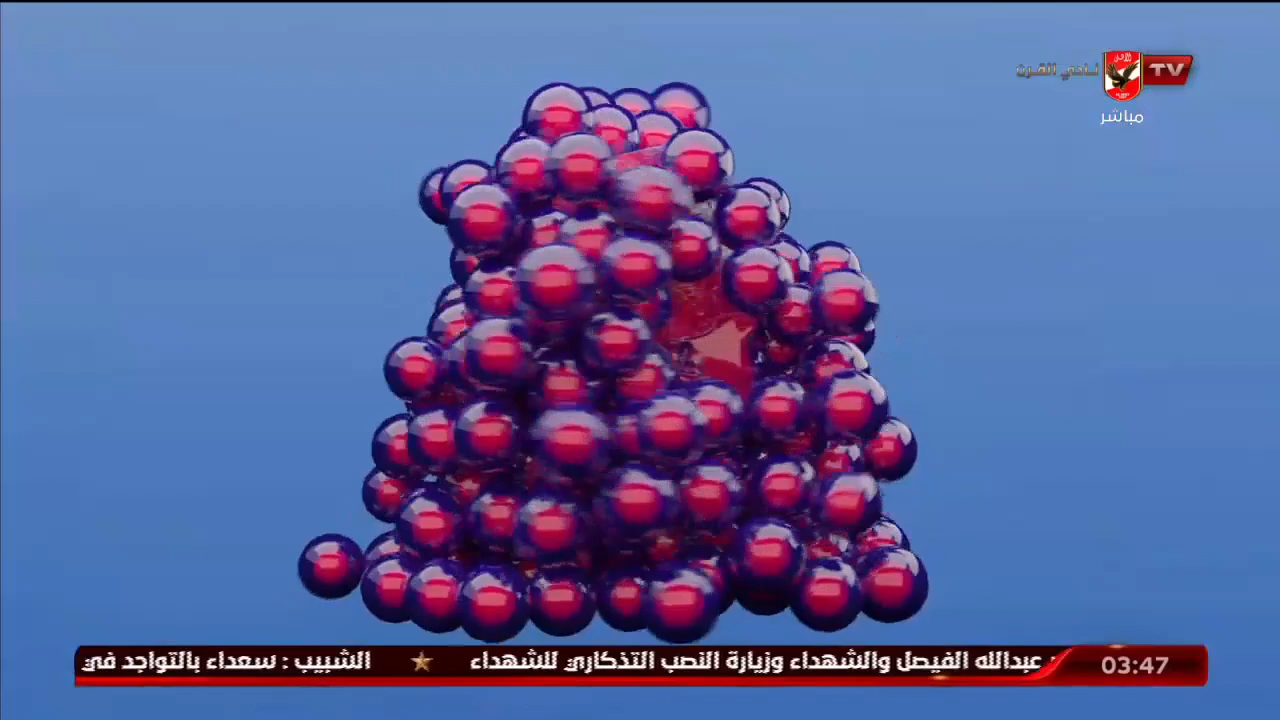 نادي القرن TV
مباشر
عبدالله الفيصل والشهداء وزيارة النصب التذكاري للشهداء ★ الشبيب : سعداء بالتواجد في
03:47